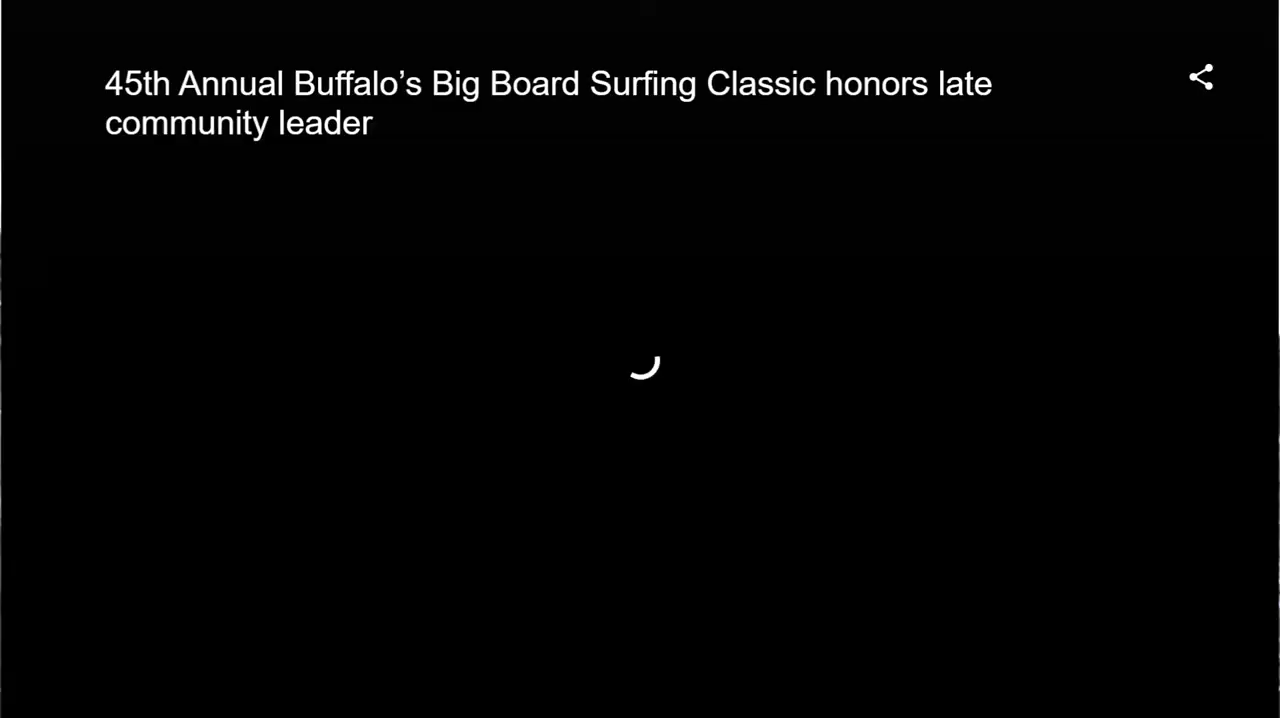 45th Annual Buffalo’s Big Board Surfing Classic honors late
community leader